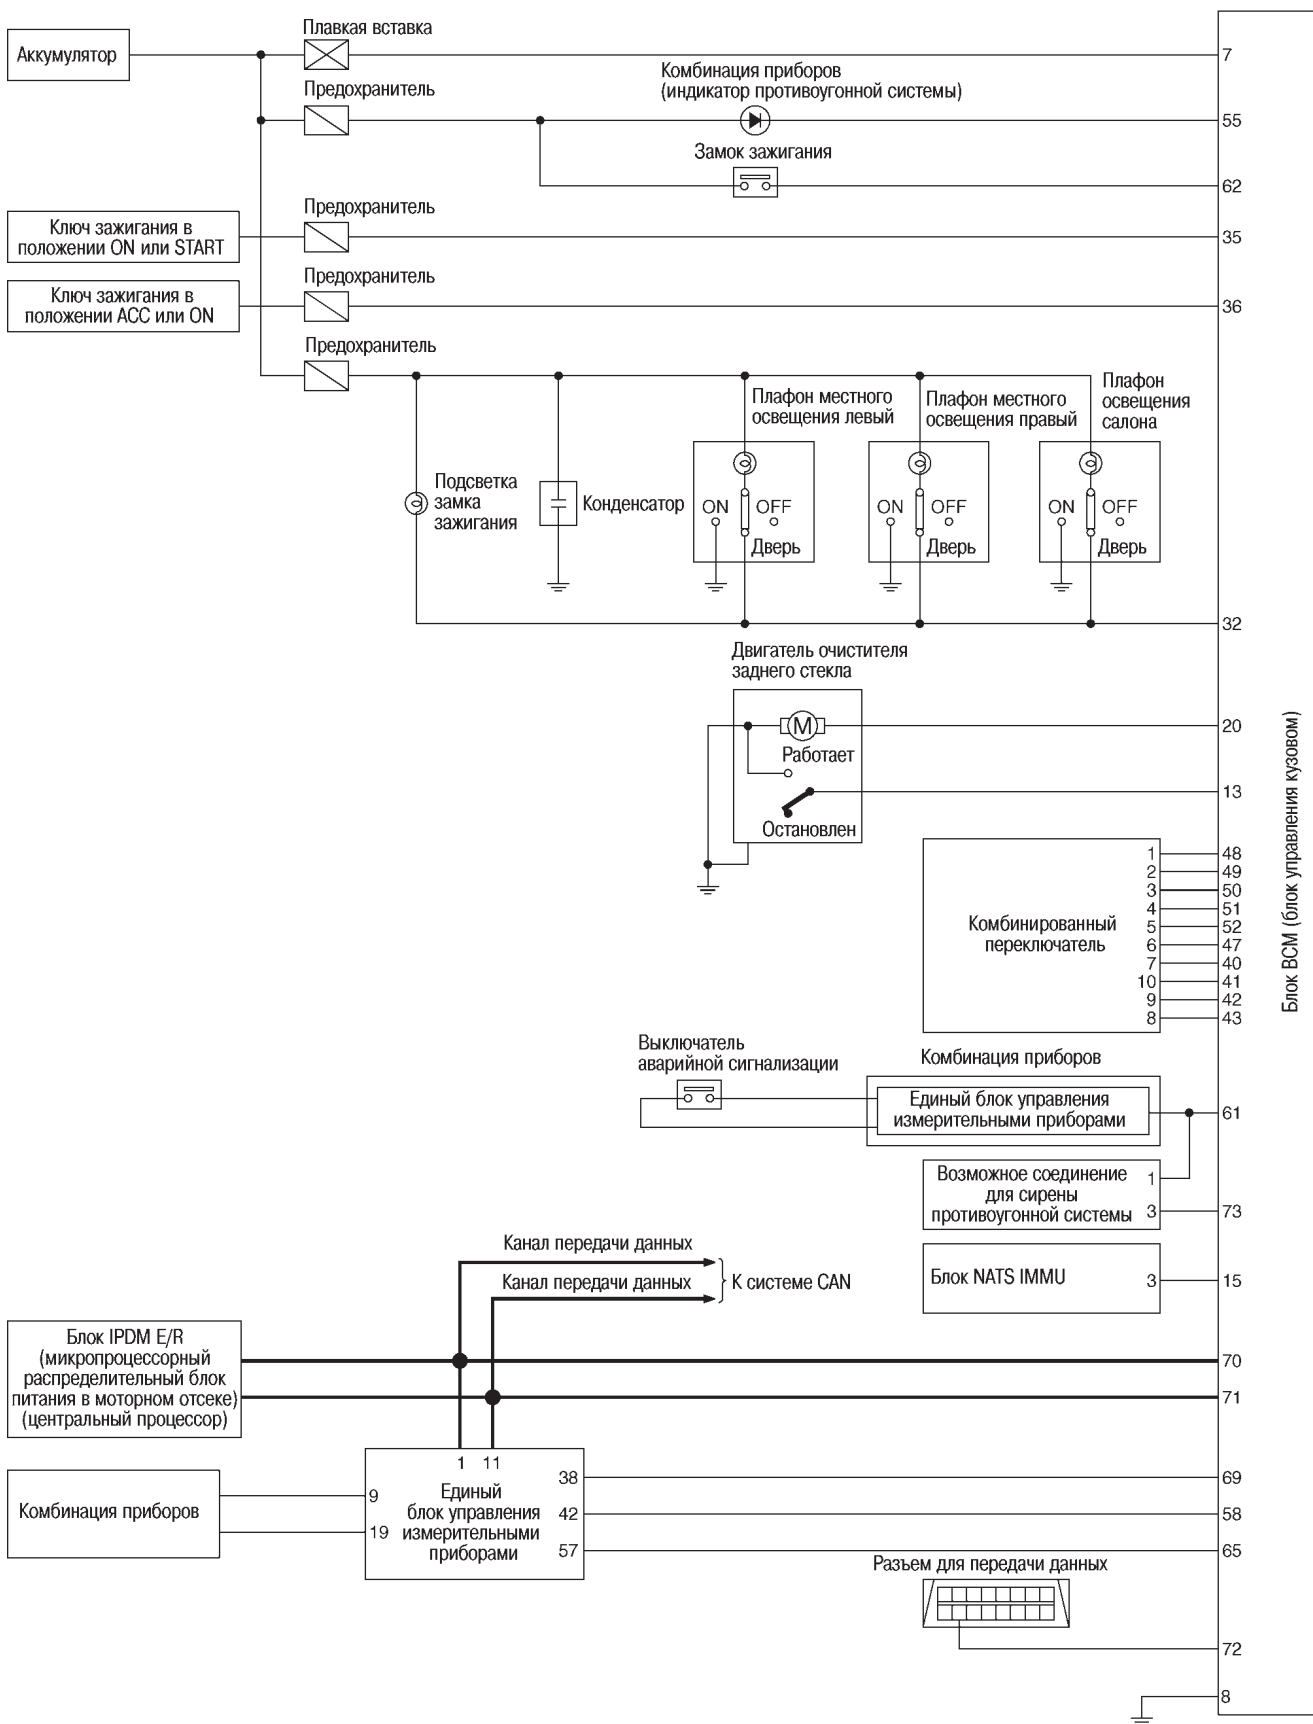 Плавкая вставка
Аккумулятор
7
Комбинация приборов
(индикатор противоугонной системы)
Предохранитель
55
Замок зажигания
62
Предохранитель
Ключ зажигания в
положении ON или START
35
Предохранитель
Ключ зажигания в
положении ACC или ON
36
Предохранитель
Плафон местного
освещения левый
Плафон местного
освещения правый
Плафон
освещения
салона
Подсветка
замка
зажигания
Конденсатор
ON
OFF
Дверь
ON
OFF
Дверь
ON
OFF
Дверь
32
Двигатель очистителя
заднего стекла
M
20
Работает
13
Остановлен
Блок BCM (блок управления кузовом)
Комбинированный
переключатель
1
48
2
49
3
50
4
51
5
52
6
47
7
40
10
41
9
42
8
43
Выключатель
аварийной сигнализации
Комбинация приборов
Единый блок управления
измерительными приборами
61
Возможное соединение
для сирены
противоугонной системы
1
3
73
Канал передачи данных
Канал передачи данных
К системе CAN
Блок NATS IMMU
3
15
Блок IPDM E/R
(микропроцессорный
распределительный блок
питания в моторном отсеке)
(центральный процессор)
70
71
1
11
Комбинация приборов
9
19
Единый
блок управления
измерительными
приборами
38
69
42
58
57
65
Разъем для передачи данных
72
8